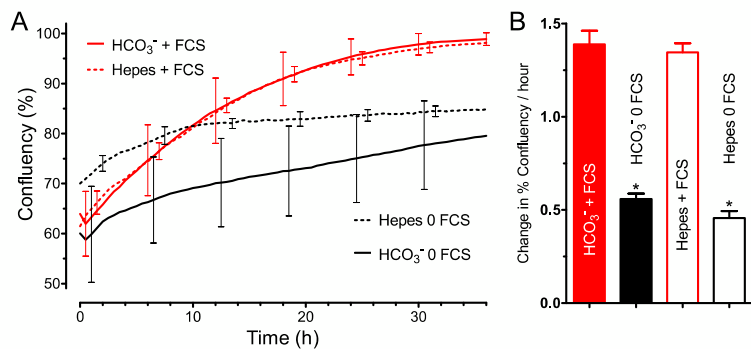 A
HCO₃⁻ + FCS
Hepes + FCS
Confluency (%)
100
90
80
70
60
50
Hepes 0 FCS
HCO₃⁻ 0 FCS
0
10
20
30
Time (h)
B
Change in % Confluency / hour
1.5
1.0
0.5
0.0
HCO₃⁻ + FCS
HCO₃⁻ 0 FCS
*
Hepes + FCS
Hepes 0 FCS
*